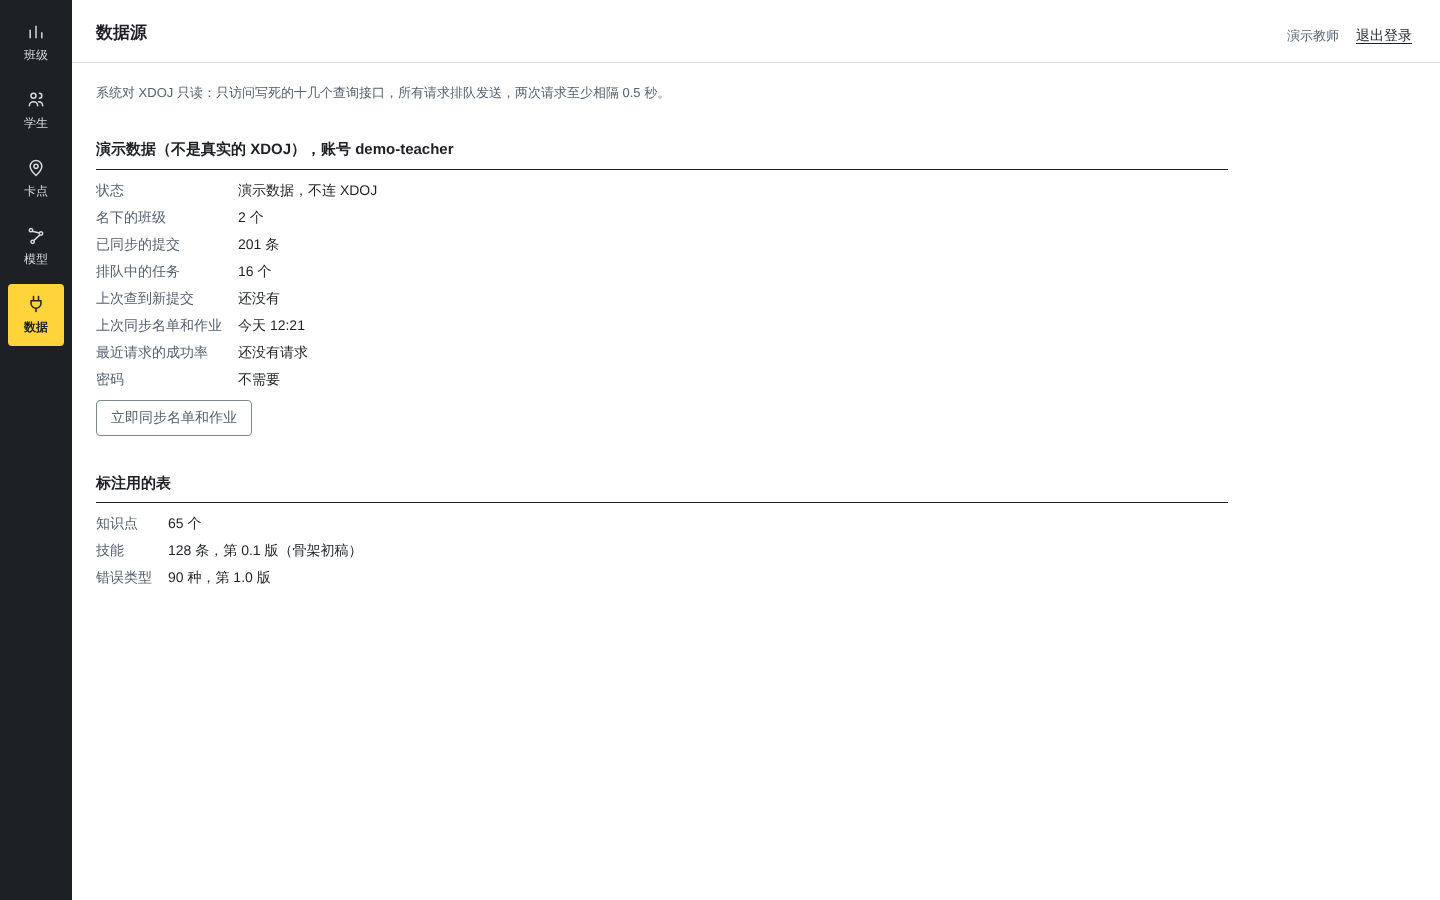 班级
学生
卡点
模型
数据
数据源
演示教师 退出登录
系统对 XDOJ 只读：只访问写死的十几个查询接口，所有请求排队发送，两次请求至少相隔 0.5 秒。
演示数据（不是真实的 XDOJ），账号 demo-teacher
状态 演示数据，不连 XDOJ
名下的班级 2 个
已同步的提交 201 条
排队中的任务 16 个
上次查到新提交 还没有
上次同步名单和作业 今天 12:21
最近请求的成功率 还没有请求
密码 不需要
立即同步名单和作业
标注用的表
知识点 65 个
技能 128 条，第 0.1 版（骨架初稿）
错误类型 90 种，第 1.0 版